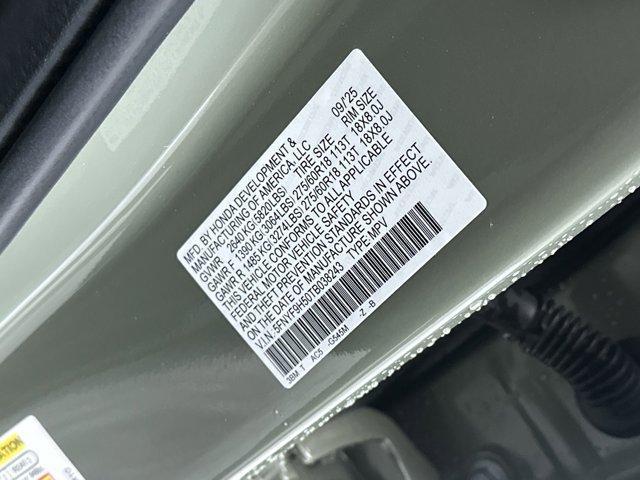 MFD. BY HONDA DEVELOPMENT &
MANUFACTURING OF AMERICA, LLC 09/25
GVWR 2640 KG 5820 LBS TIRE SIZE RIM SIZE
GAWR F 1390 KG 3064 LBS 275/60R18 113T 18X8.0J
GAWR R 1485 KG 3274 LBS 275/60R18 113T 18X8.0J
THIS VEHICLE CONFORMS TO ALL APPLICABLE
FEDERAL MOTOR VEHICLE SAFETY
AND THEFT PREVENTION STANDARDS IN EFFECT
ON THE DATE OF MANUFACTURE SHOWN ABOVE.
V.I.N. TYPE MPV
3BM T AC5 -G545M -Z -B